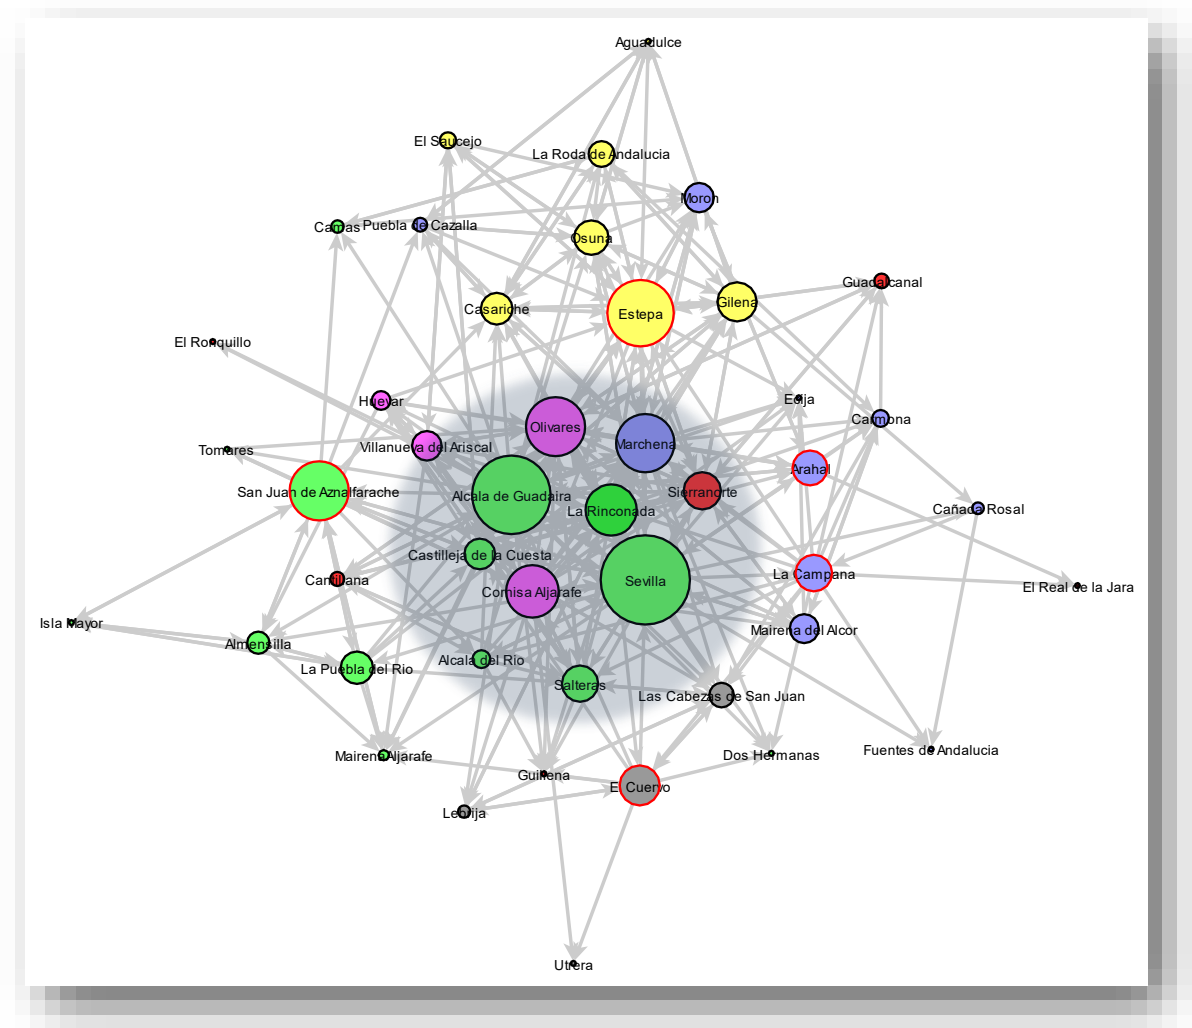 Aguadulce
El Saucejo
La Roda de Andalucia
Moron
Camas
Puebla de Cazalla
Osuna
Guadalcanal
Casariche
Gilena
Estepa
El Ronquillo
Huevar
Ecija
Carmona
Olivares
Marchena
Villanueva del Ariscal
Tomares
Arahal
San Juan de Aznalfarache
Alcala de Guadaira
Sierranorte
La Rinconada
Cañada Rosal
Castilleja de la Cuesta
Cantillana
Sevilla
La Campana
El Real de la Jara
Cornisa Aljarafe
Isla Mayor
Mairena del Alcor
Almensilla
Alcala del Rio
La Puebla del Rio
Salteras
Las Cabezas de San Juan
Fuentes de Andalucia
Mairena Aljarafe
Dos Hermanas
Guillena
El Cuervo
Lebrija
Utrera